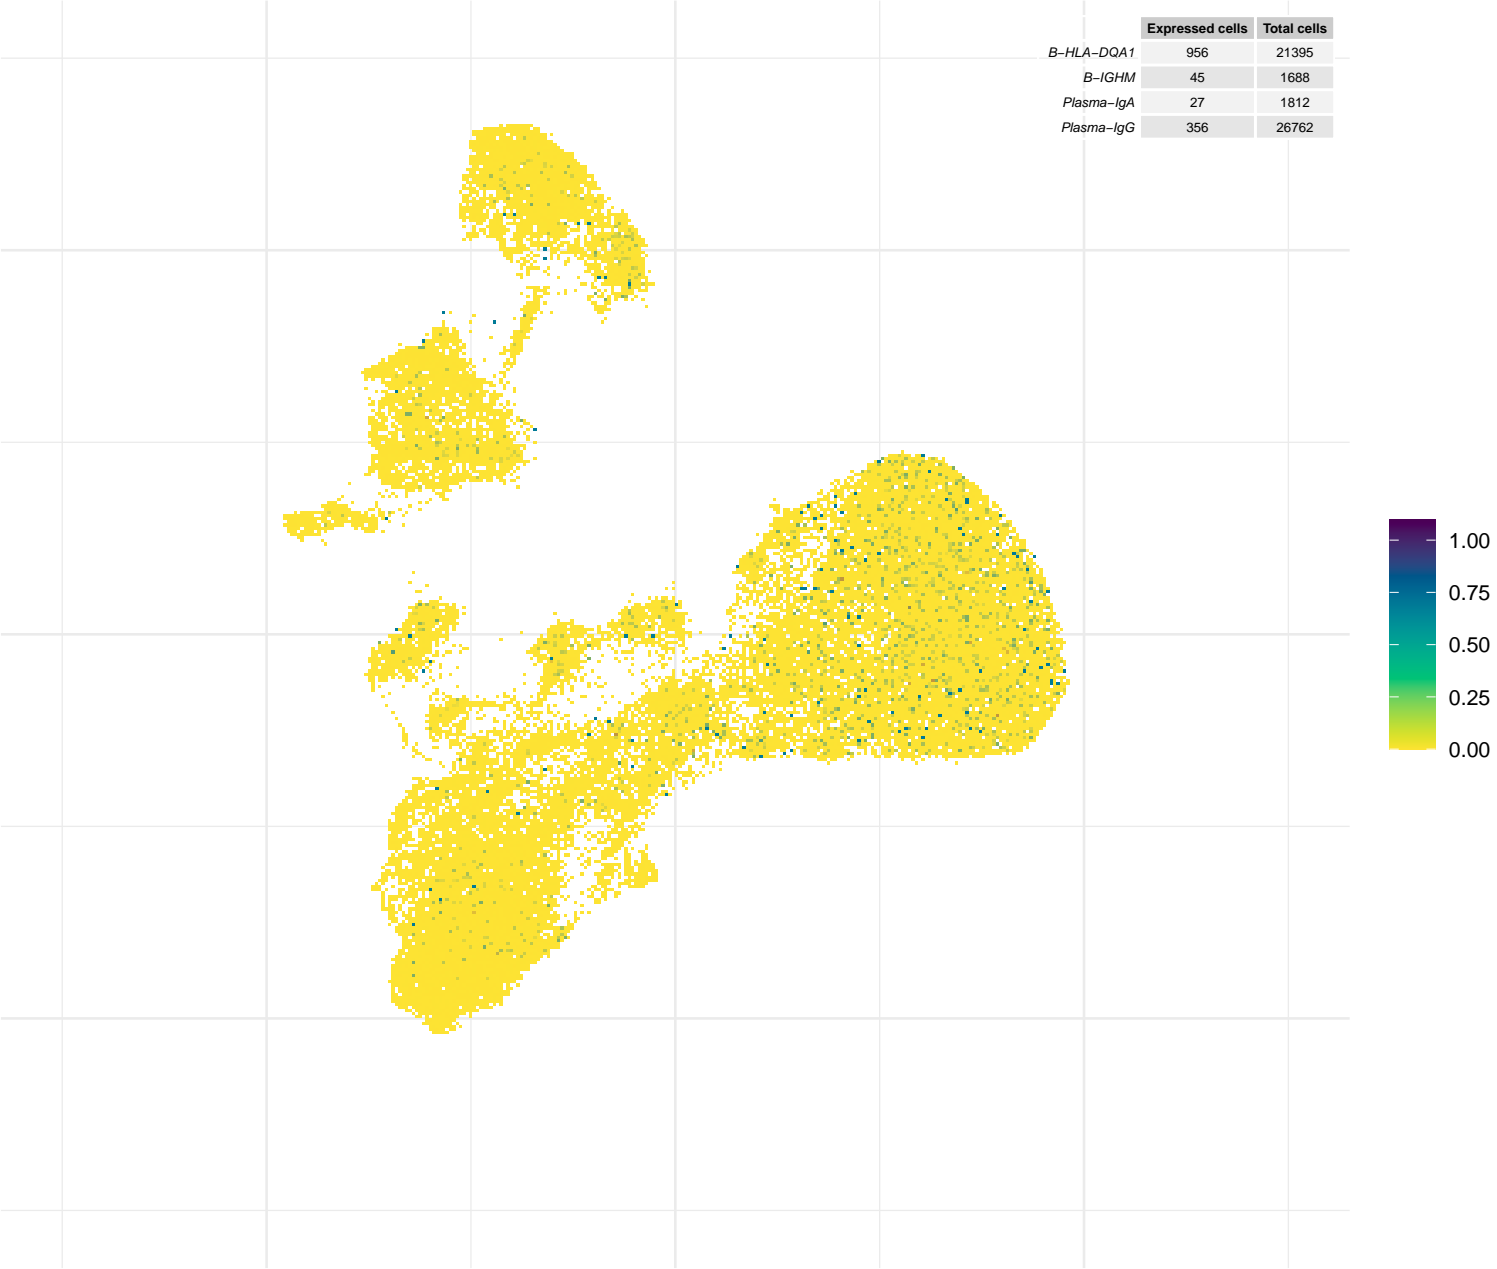 Expressed cells Total cells
B−HLA−DQA1 956 21395
B−IGHM 45 1688
Plasma−IgA 27 1812
Plasma−IgG 356 26762
1.00
0.75
0.50
0.25
0.00